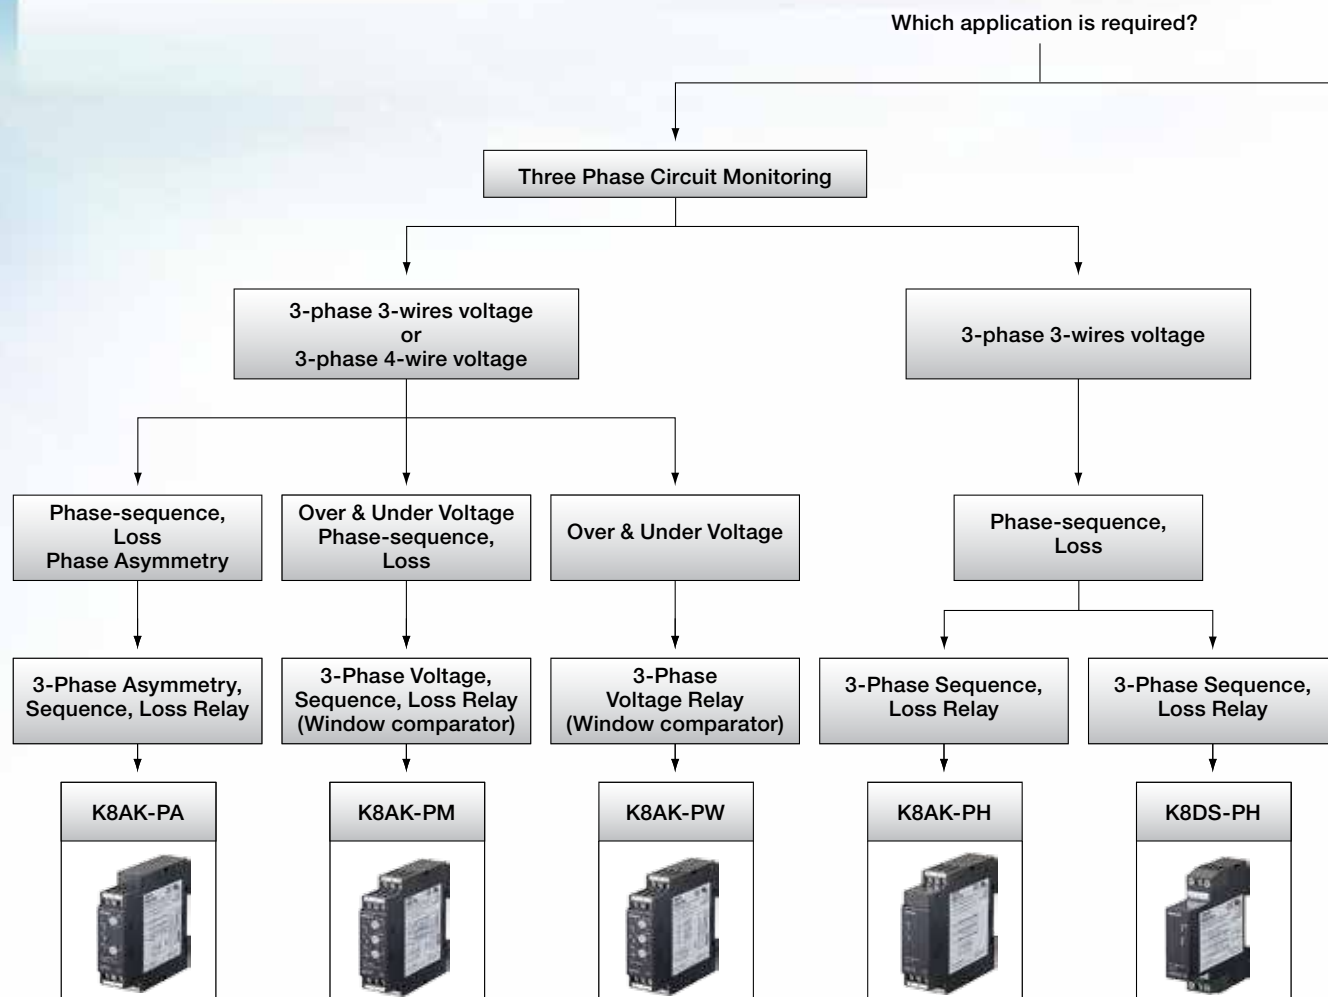 Which application is required?
Three Phase Circuit Monitoring
3-phase 3-wires voltage
or
3-phase 4-wire voltage
3-phase 3-wires voltage
Phase-sequence,
Loss
Phase Asymmetry
Over & Under Voltage
Phase-sequence,
Loss
Over & Under Voltage
Phase-sequence,
Loss
3-Phase Asymmetry,
Sequence, Loss Relay
3-Phase Voltage,
Sequence, Loss Relay
(Window comparator)
3-Phase
Voltage Relay
(Window comparator)
3-Phase Sequence,
Loss Relay
3-Phase Sequence,
Loss Relay
K8AK-PA
K8AK-PM
K8AK-PW
K8AK-PH
K8DS-PH